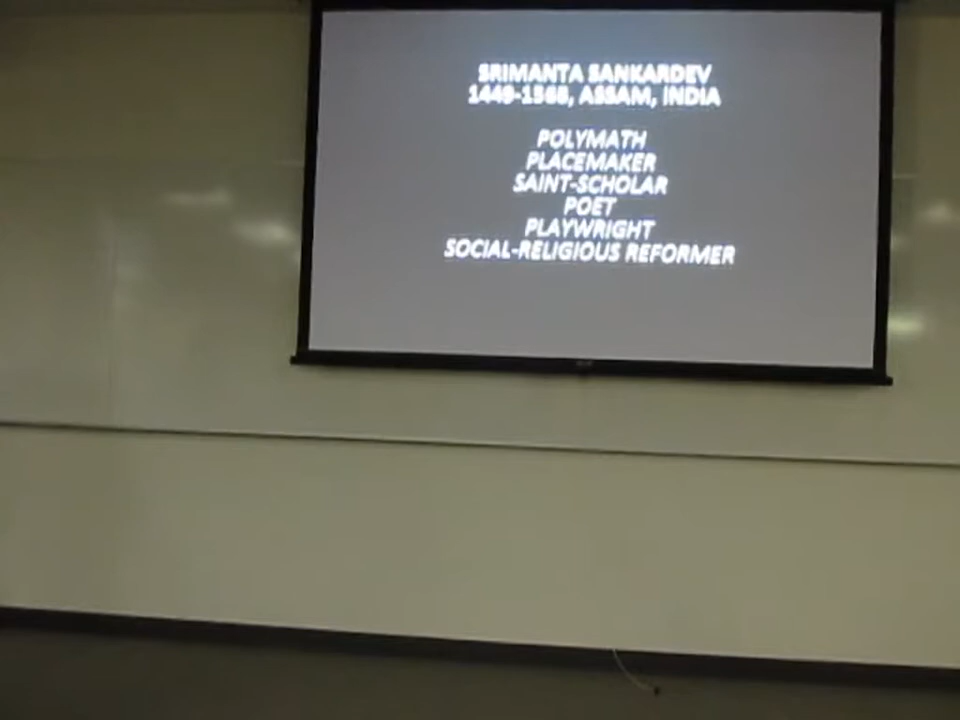 SRIMANTA SANKARDEV
1449-1568, ASSAM, INDIA
POLYMATH
PLACEMAKER
SAINT-SCHOLAR
POET
PLAYWRIGHT
SOCIAL-RELIGIOUS REFORMER